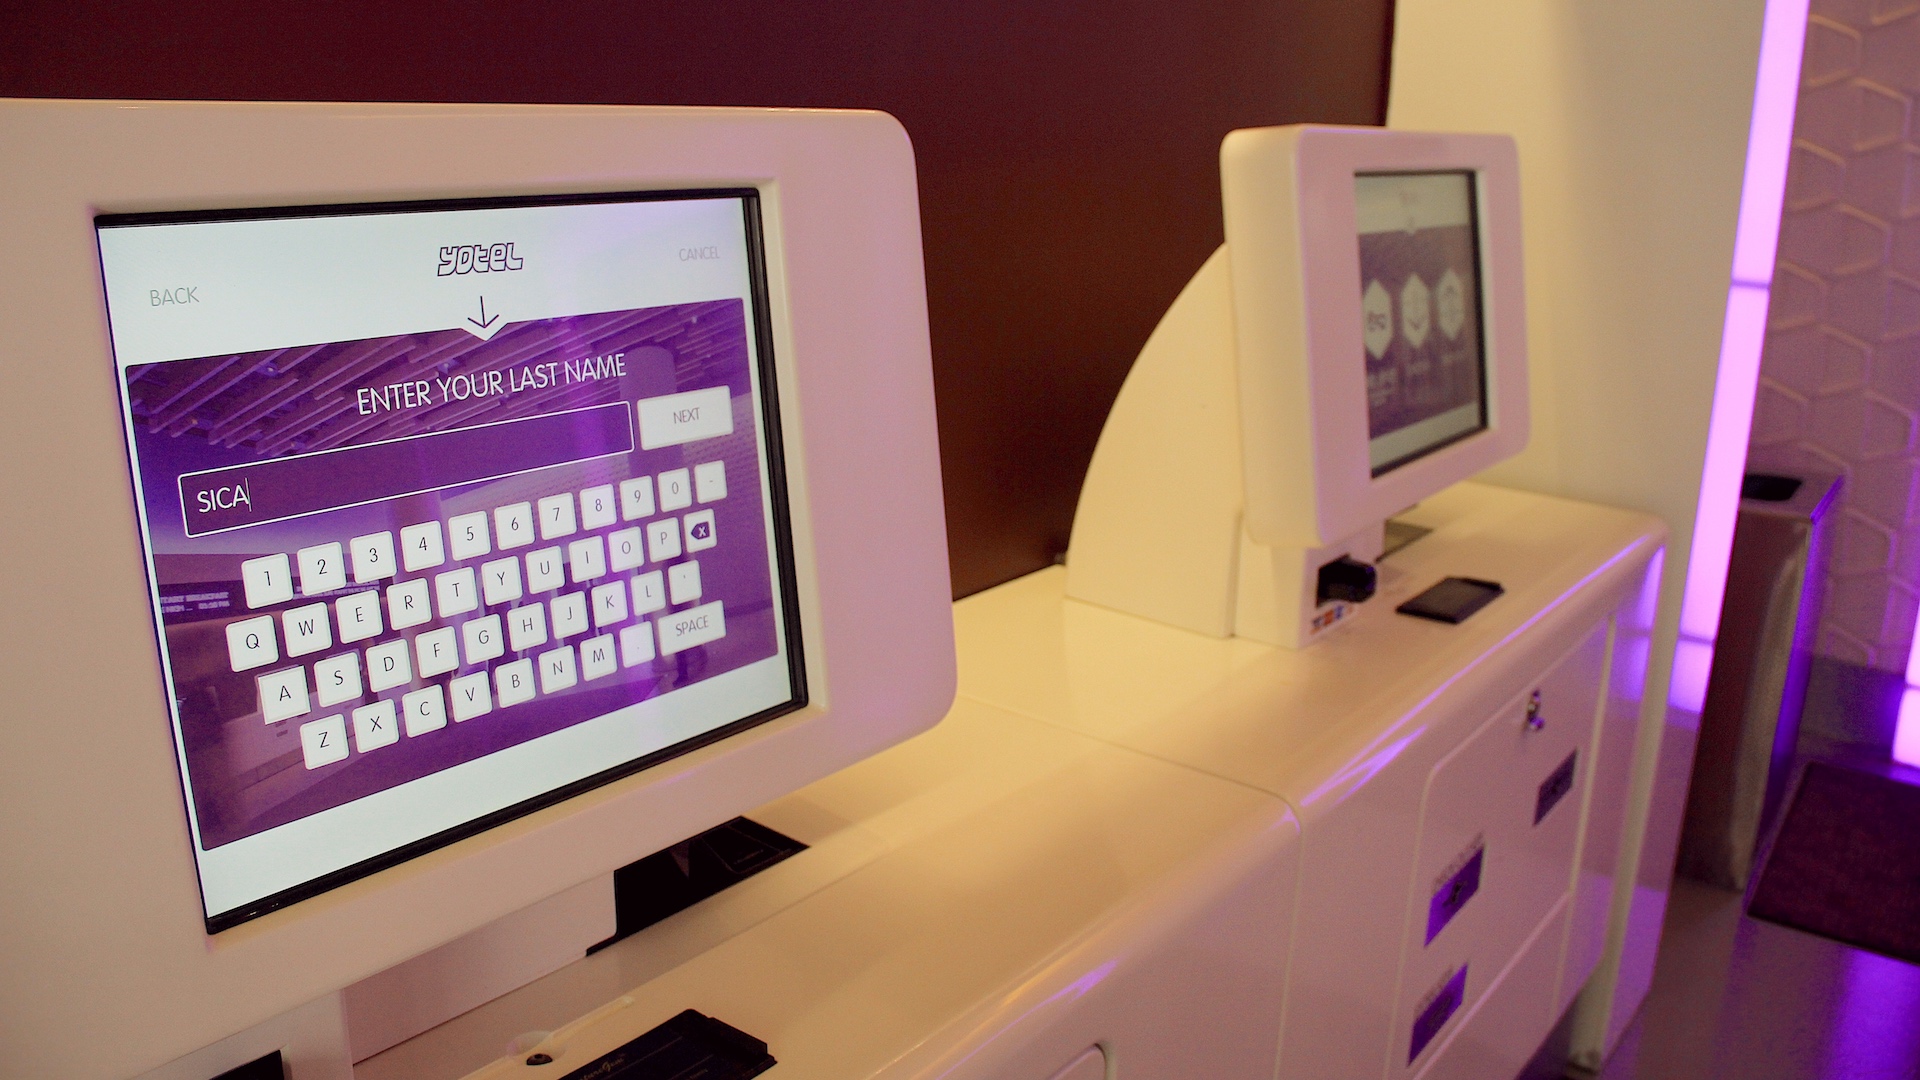 YOTEL
BACK
CANCEL
ENTER YOUR LAST NAME
SICA
NEXT
1 2 3 4 5 6 7 8 9 0 -
Q W E R T Y U I O P X
A S D F G H J K L '
Z X C V B N M . SPACE